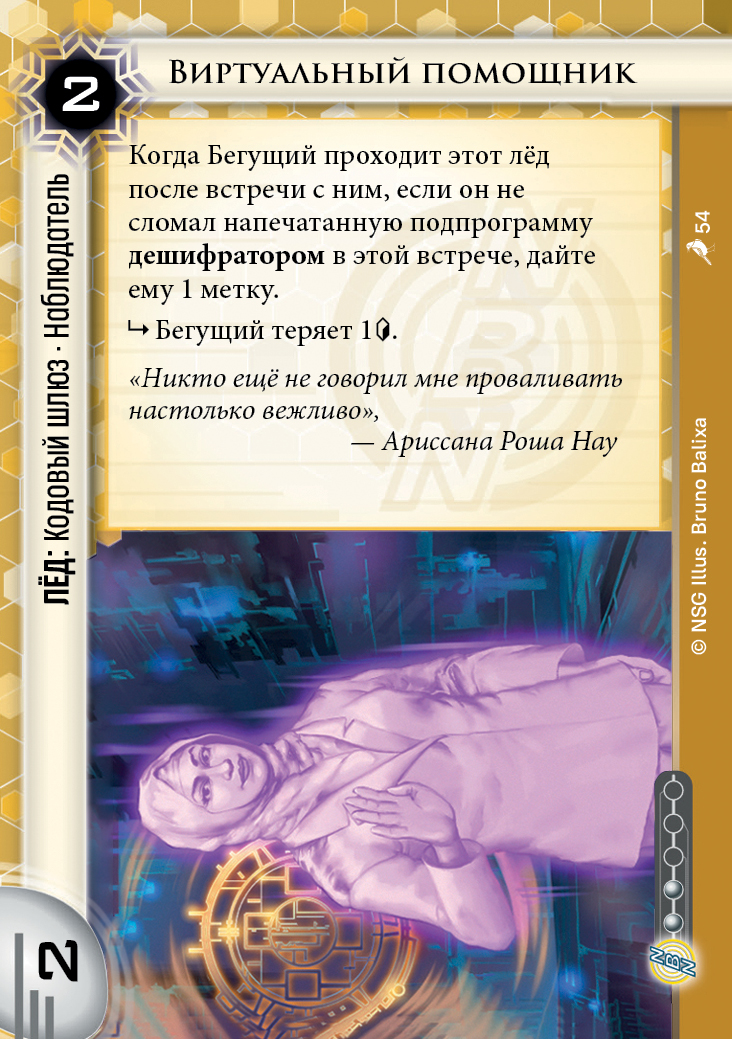 2
Виртуальный помощник
Когда Бегущий проходит этот лёд
после встречи с ним, если он не
сломал напечатанную подпрограмму
дешифратором в этой встрече, дайте
ему 1 метку.
↳ Бегущий теряет 1.
«Никто ещё не говорил мне проваливать
настолько вежливо»,
— Ариссана Роша Нау
ЛЁД: Кодовый шлюз · Наблюдатель
54
© NSG Illus. Bruno Balixa
2
NBN
NBN